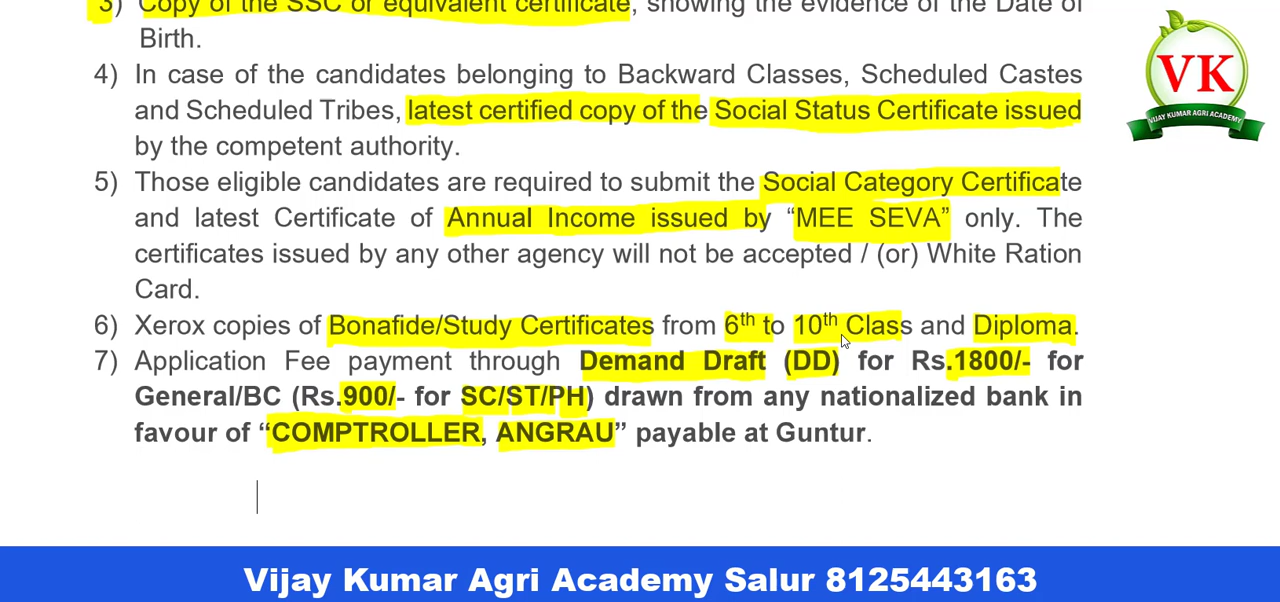 3) Copy of the SSC or equivalent certificate, showing the evidence of the Date of
Birth.
4) In case of the candidates belonging to Backward Classes, Scheduled Castes
and Scheduled Tribes, latest certified copy of the Social Status Certificate issued
by the competent authority.
5) Those eligible candidates are required to submit the Social Category Certificate
and latest Certificate of Annual Income issued by “MEE SEVA” only. The
certificates issued by any other agency will not be accepted / (or) White Ration
Card.
6) Xerox copies of Bonafide/Study Certificates from 6th to 10th Class and Diploma.
7) Application Fee payment through Demand Draft (DD) for Rs.1800/- for
General/BC (Rs.900/- for SC/ST/PH) drawn from any nationalized bank in
favour of “COMPTROLLER, ANGRAU” payable at Guntur.
VK
VIJAY KUMAR AGRI ACADEMY
Vijay Kumar Agri Academy Salur 8125443163